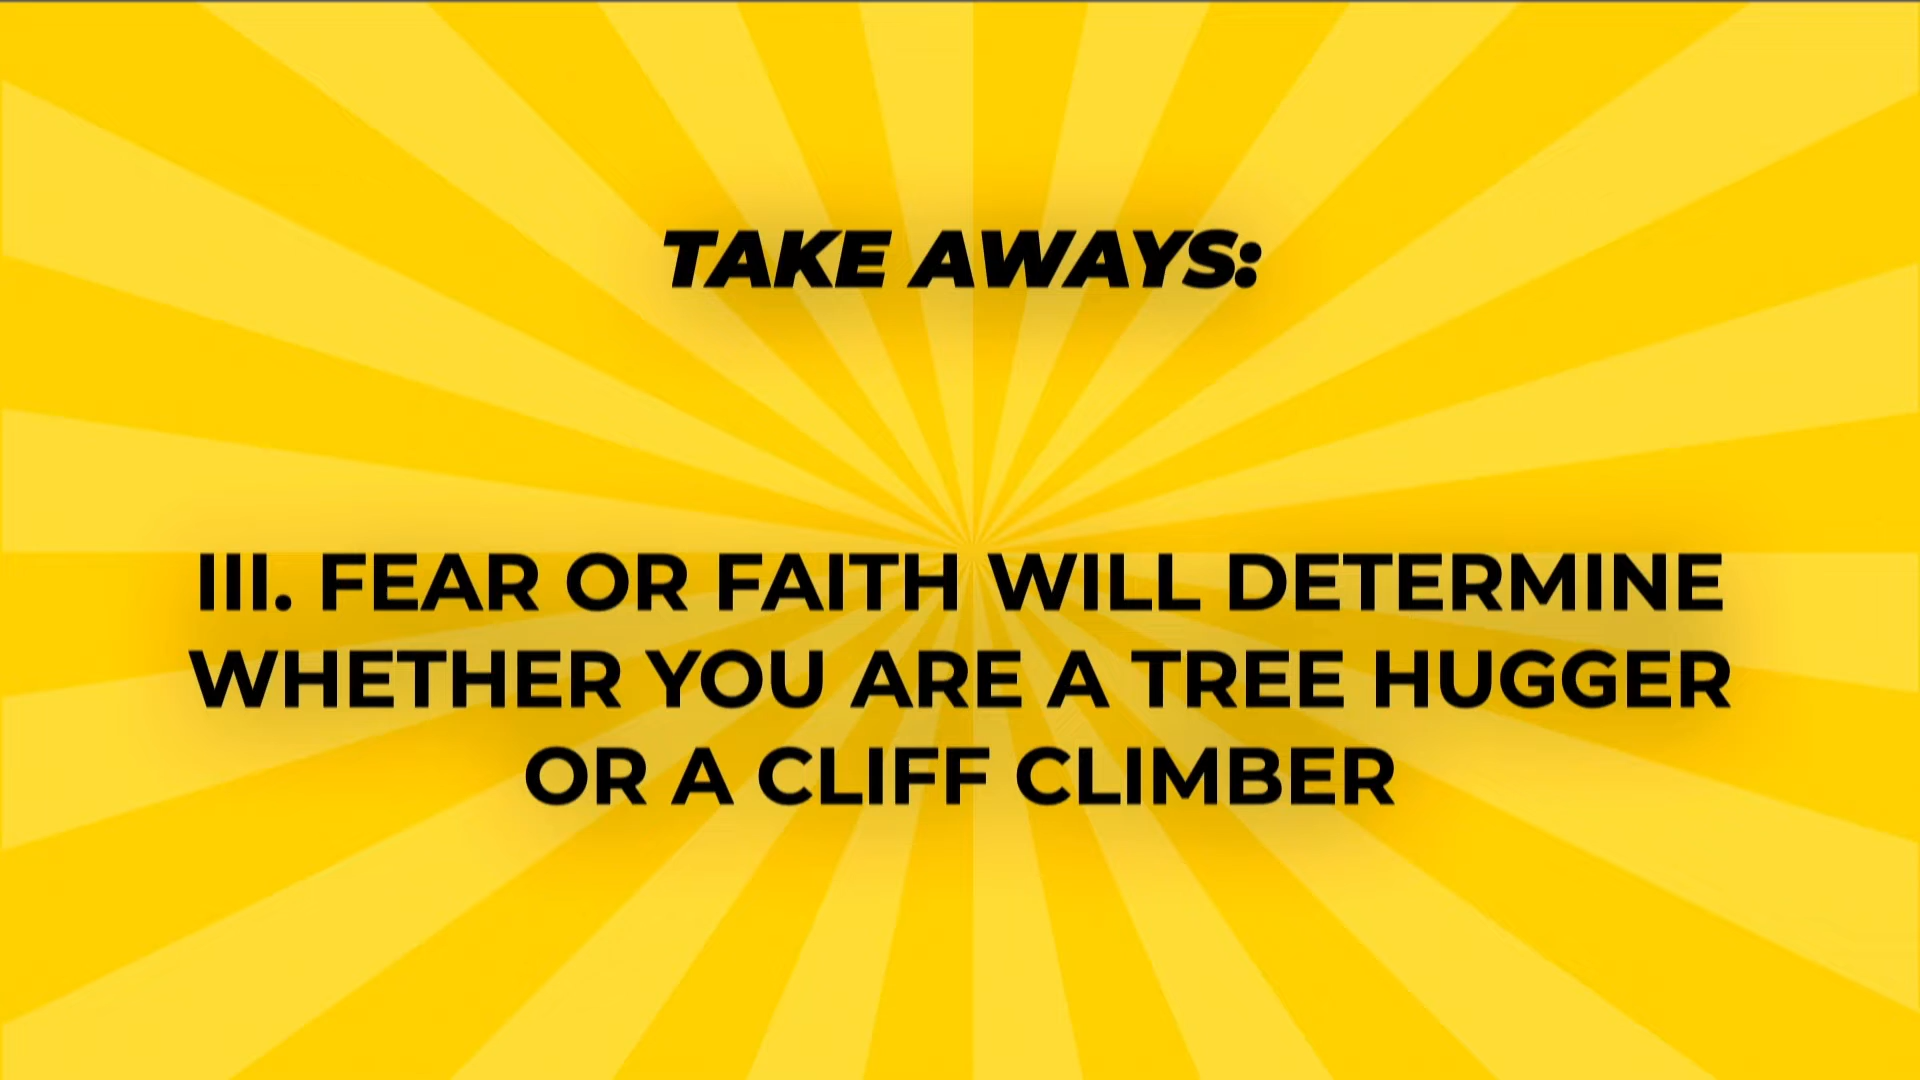 TAKE AWAYS:
III. FEAR OR FAITH WILL DETERMINE
WHETHER YOU ARE A TREE HUGGER
OR A CLIFF CLIMBER